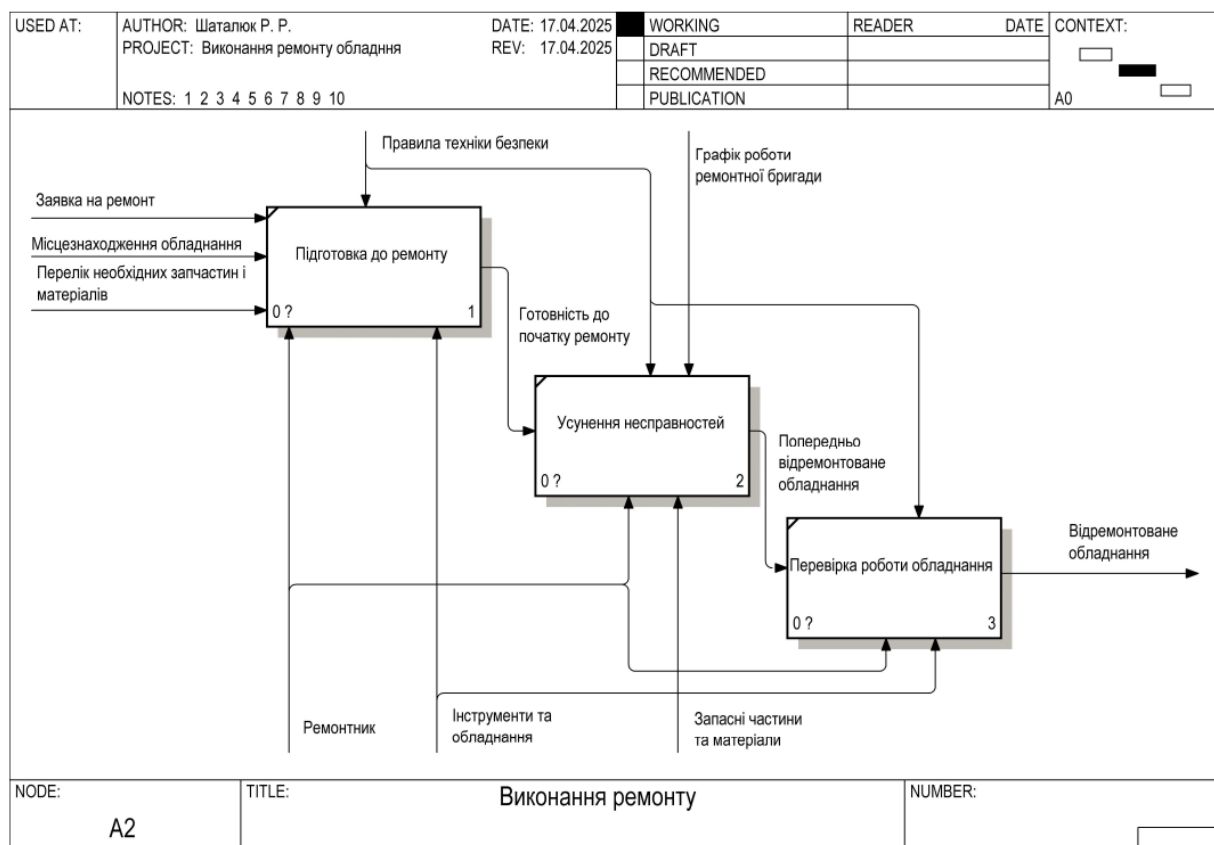 USED AT:
AUTHOR: Шаталюк Р. Р.
DATE: 17.04.2025
PROJECT: Виконання ремонту обладння
REV: 17.04.2025
NOTES: 1 2 3 4 5 6 7 8 9 10
WORKING
DRAFT
RECOMMENDED
PUBLICATION
READER
DATE
CONTEXT:
A0
Правила техніки безпеки
Графік роботи
ремонтної бригади
Заявка на ремонт
Місцезнаходження обладнання
Перелік необхідних запчастин і
матеріалів
Підготовка до ремонту
0 ?
1
Готовність до
початку ремонту
Усунення несправностей
0 ?
2
Попередньо
відремонтоване
обладнання
Перевірка роботи обладнання
0 ?
3
Відремонтоване
обладнання
Ремонтник
Інструменти та
обладнання
Запасні частини
та матеріали
NODE:
A2
TITLE:
Виконання ремонту
NUMBER: